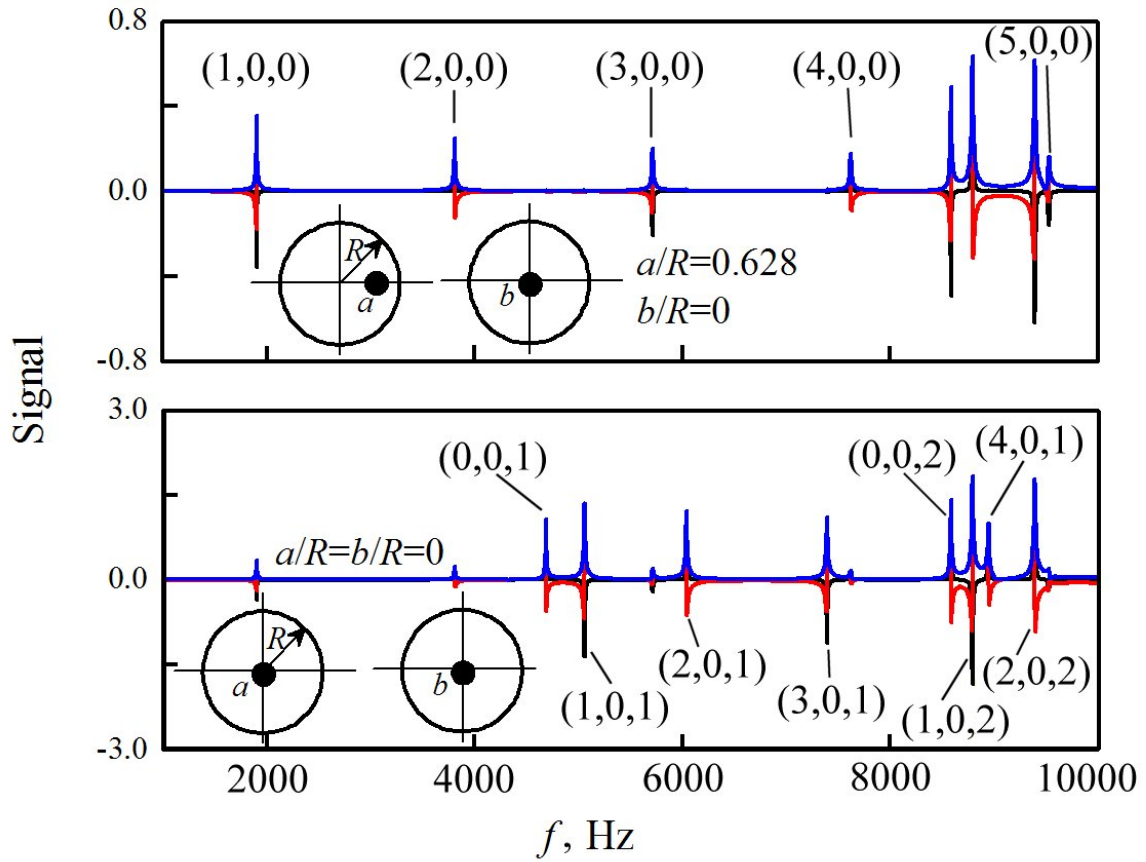 0.8
(1,0,0)
(2,0,0)
(3,0,0)
(4,0,0)
(5,0,0)
0.0
R
a
b
a/R=0.628
b/R=0
-0.8
Signal
3.0
(0,0,1)
(0,0,2)
(4,0,1)
a/R=b/R=0
0.0
R
a
b
(1,0,1)
(2,0,1)
(3,0,1)
(1,0,2)
(2,0,2)
-3.0
2000 4000 6000 8000 10000
f, Hz